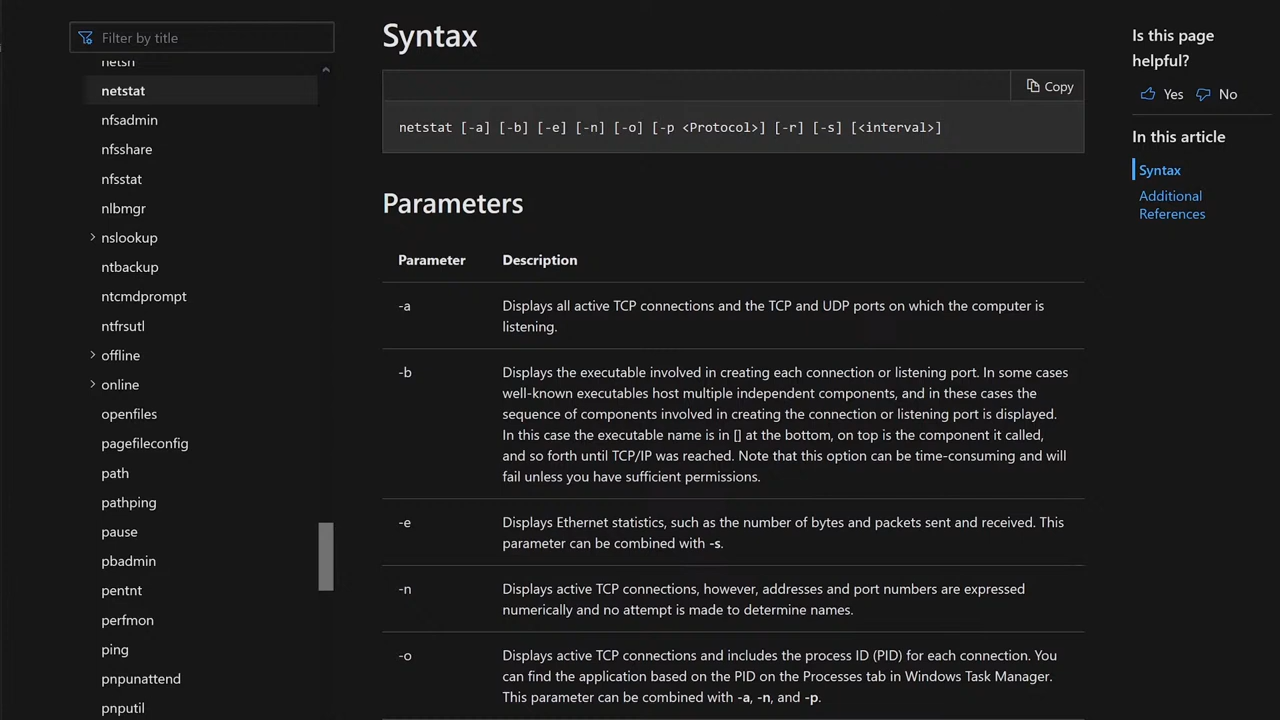 Filter by title
netsh
netstat
nfsadmin
nfsshare
nfsstat
nlbmgr
nslookup
ntbackup
ntcmdprompt
ntfrsutl
offline
online
openfiles
pagefileconfig
path
pathping
pause
pbadmin
pentnt
perfmon
ping
pnpunattend
pnputil
Syntax
Copy
netstat [-a] [-b] [-e] [-n] [-o] [-p <Protocol>] [-r] [-s] [<interval>]
Parameters
Parameter Description
-a Displays all active TCP connections and the TCP and UDP ports on which the computer is
listening.
-b Displays the executable involved in creating each connection or listening port. In some cases
well-known executables host multiple independent components, and in these cases the
sequence of components involved in creating the connection or listening port is displayed.
In this case the executable name is in [] at the bottom, on top is the component it called,
and so forth until TCP/IP was reached. Note that this option can be time-consuming and will
fail unless you have sufficient permissions.
-e Displays Ethernet statistics, such as the number of bytes and packets sent and received. This
parameter can be combined with -s.
-n Displays active TCP connections, however, addresses and port numbers are expressed
numerically and no attempt is made to determine names.
-o Displays active TCP connections and includes the process ID (PID) for each connection. You
can find the application based on the PID on the Processes tab in Windows Task Manager.
This parameter can be combined with -a, -n, and -p.
Is this page
helpful?
Yes No
In this article
Syntax
Additional
References